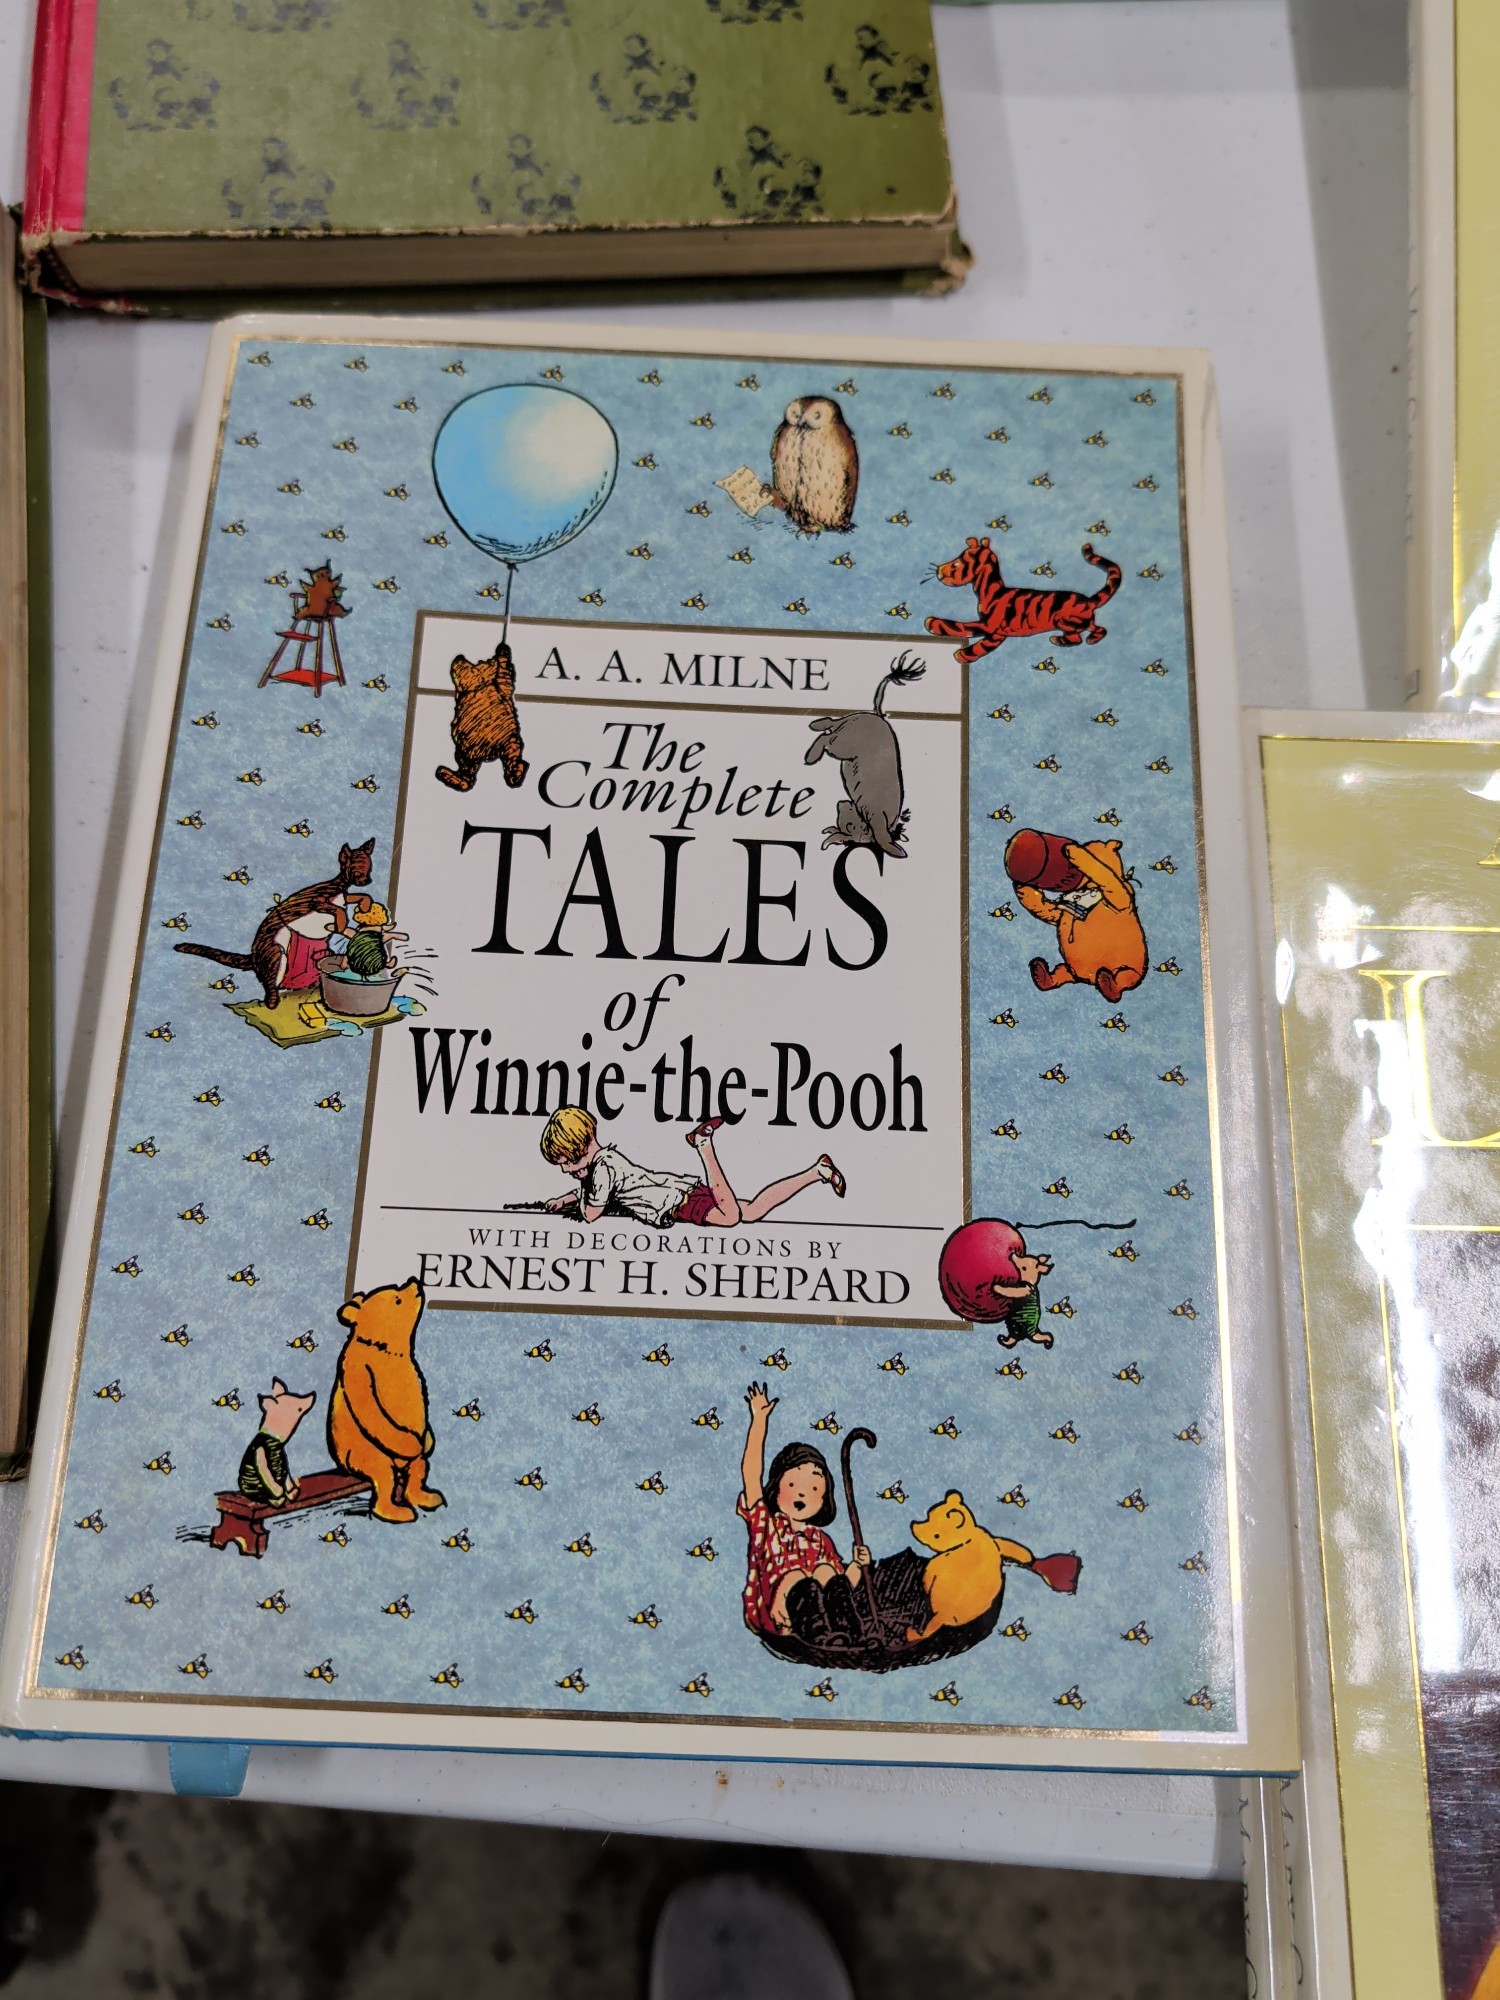 A. A. MILNE
The
Complete
TALES
of
Winnie-the-Pooh
WITH DECORATIONS BY
ERNEST H. SHEPARD